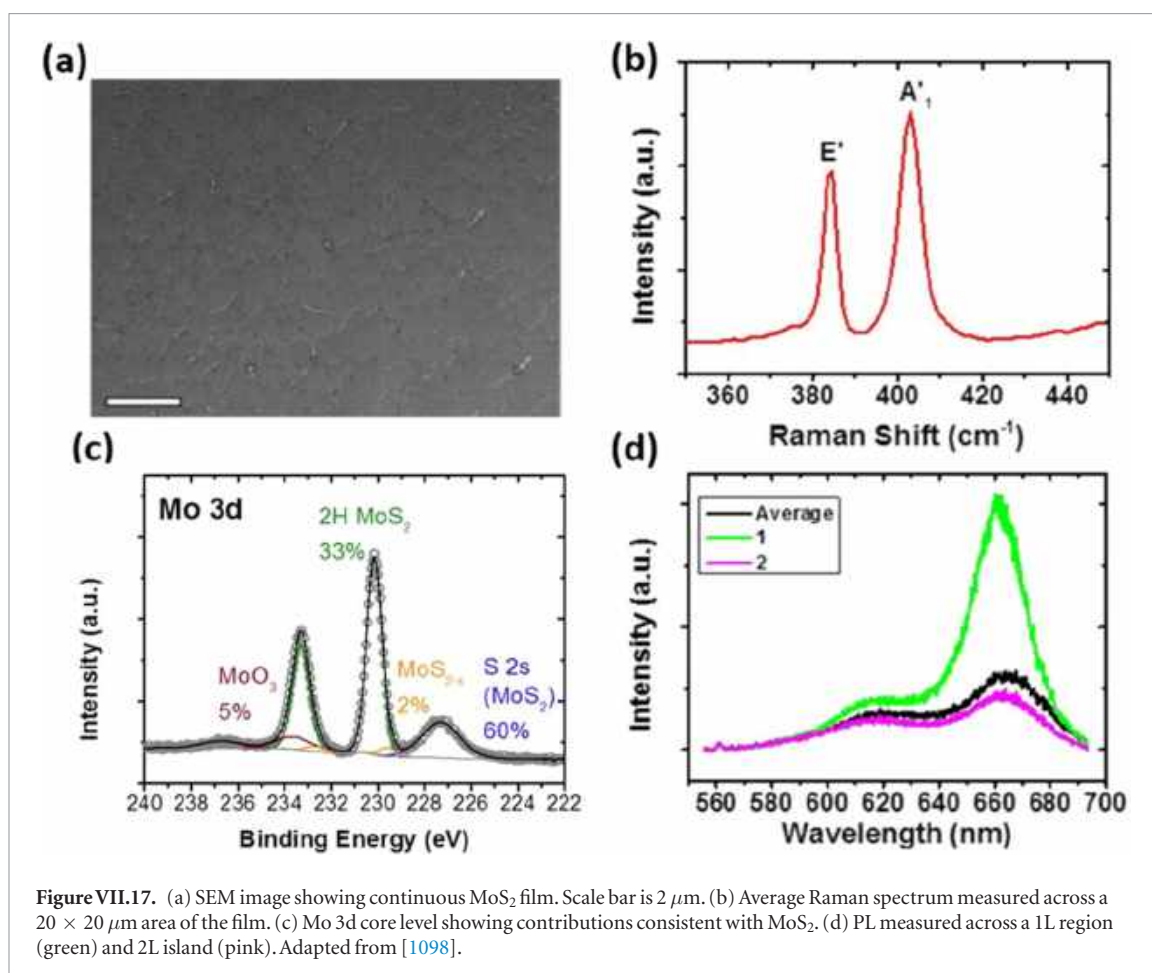 (a)
(b)
A'₁
E'
Intensity (a.u.)
360 380 400 420 440
Raman Shift (cm⁻¹)
(c)
Mo 3d
2H MoS₂
33%
MoO₃
5%
MoS₂₋ₓ
2%
S 2s
(MoS₂)
60%
Intensity (a.u.)
240 238 236 234 232 230 228 226 224 222
Binding Energy (eV)
(d)
Average
1
2
Intensity (a.u.)
560 580 600 620 640 660 680 700
Wavelength (nm)
Figure VII.17. (a) SEM image showing continuous MoS₂ film. Scale bar is 2 μm. (b) Average Raman spectrum measured across a
20 × 20 μm area of the film. (c) Mo 3d core level showing contributions consistent with MoS₂. (d) PL measured across a 1L region
(green) and 2L island (pink). Adapted from [1098].